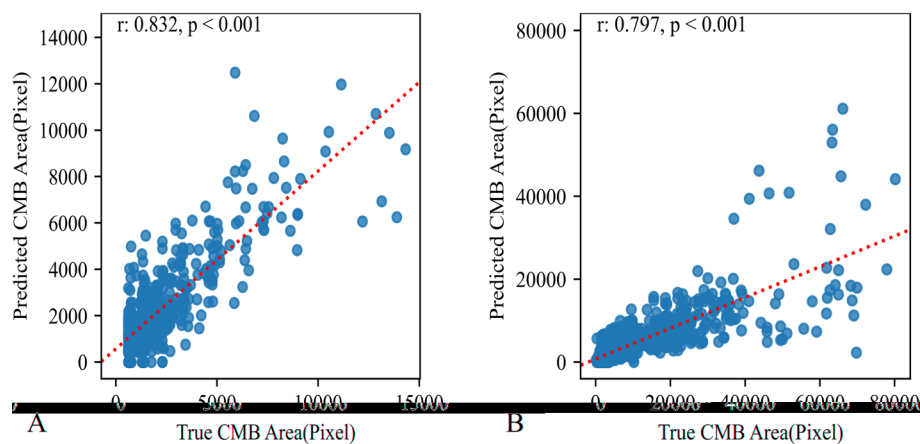 r: 0.832, p < 0.001
14000
12000
10000
8000
6000
4000
2000
0
Predicted CMB Area(Pixel)
0
5000
10000
15000
True CMB Area(Pixel)
A
r: 0.797, p < 0.001
80000
60000
40000
20000
0
Predicted CMB Area(Pixel)
0
20000
40000
60000
80000
True CMB Area(Pixel)
B